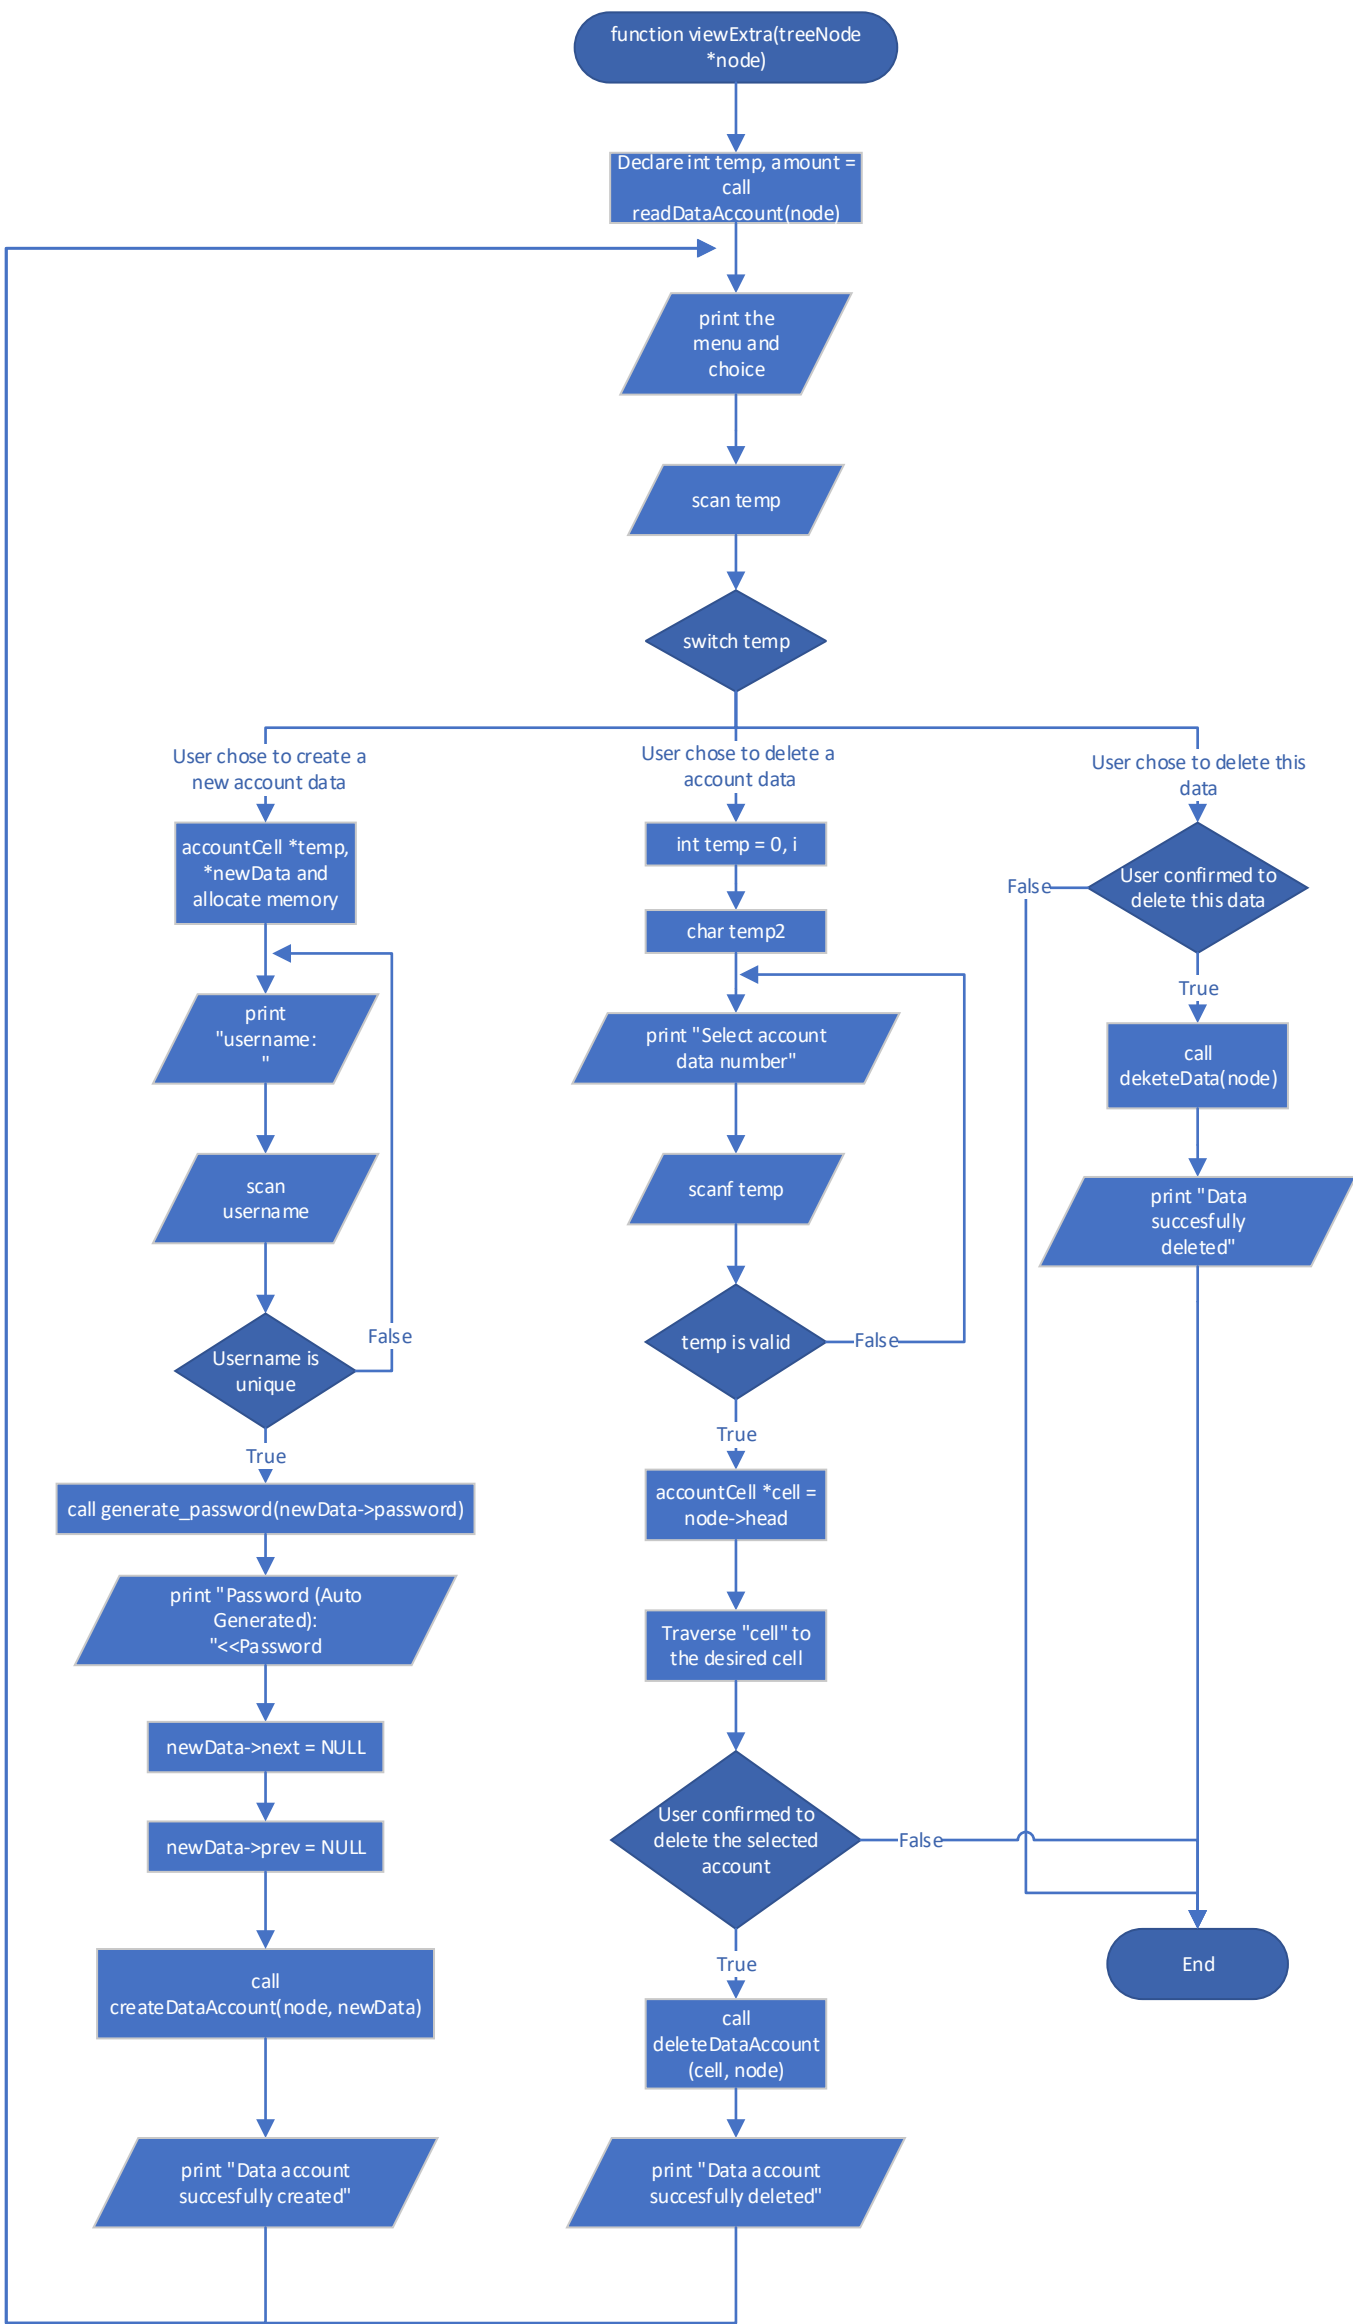 function viewExtra(treeNode
*node)
Declare int temp, amount =
call
readDataAccount(node)
print the
menu and
choice
scan temp
switch temp
User chose to create a
new account data
accountCell *temp,
*newData and
allocate memory
print
"username:
"
scan
username
Username is
unique
False
True
call generate_password(newData->password)
print "Password (Auto
Generated):
"<<Password
newData->next = NULL
newData->prev = NULL
call
createDataAccount(node, newData)
print "Data account
succesfully created"
User chose to delete a
account data
int temp = 0, i
char temp2
print "Select account
data number"
scanf temp
temp is valid
False
True
accountCell *cell =
node->head
Traverse "cell" to
the desired cell
User confirmed to
delete the selected
account
False
True
call
deleteDataAccount
(cell, node)
print "Data account
succesfully deleted"
User chose to delete this
data
User confirmed to
delete this data
False
True
call
deketeData(node)
print "Data
succesfully
deleted"
End